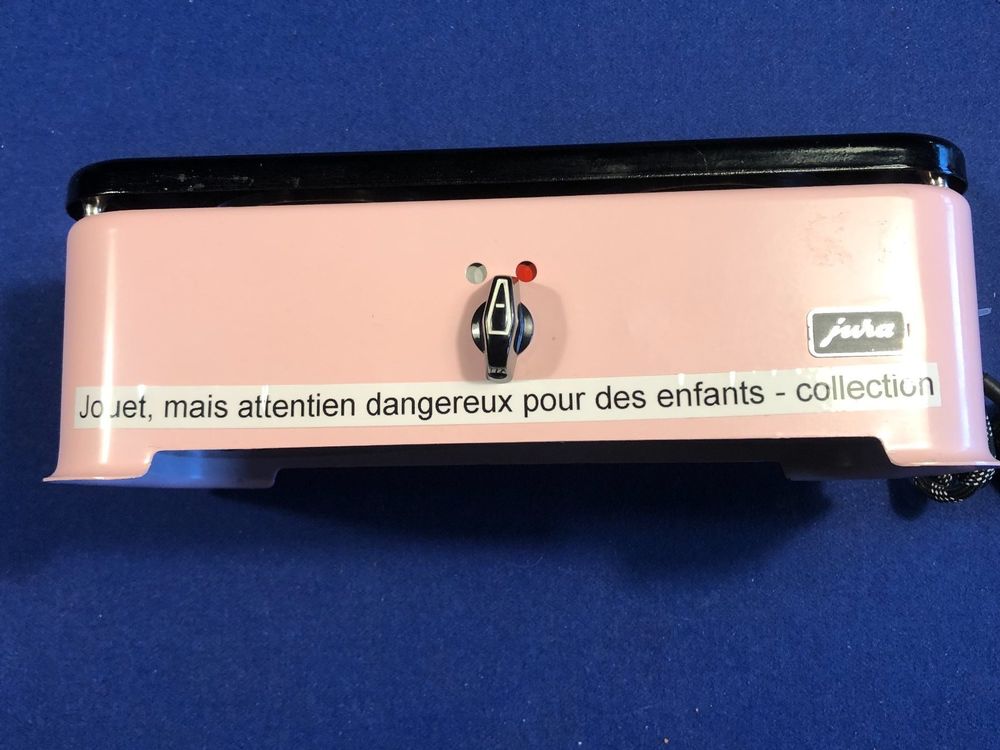 jura
Jouet, mais attentien dangereux pour des enfants - collection